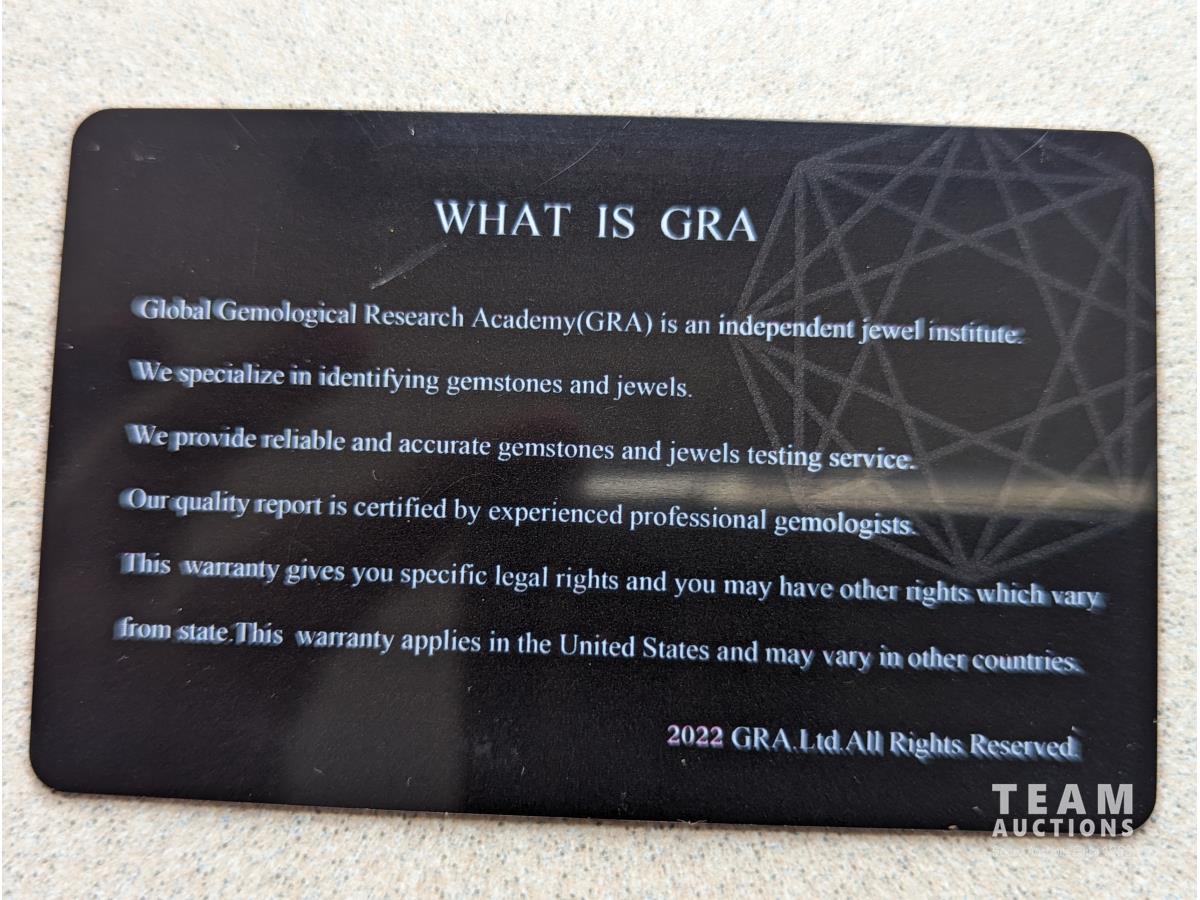 WHAT IS GRA
Global Gemological Research Academy(GRA) is an independent jewel institute.
We specialize in identifying gemstones and jewels.
We provide reliable and accurate gemstones and jewels testing service.
Our quality report is certified by experienced professional gemologists.
This warranty gives you specific legal rights and you may have other rights which vary
from state.This warranty applies in the United States and may vary in other countries.
2022 GRA.Ltd.All Rights Reserved.
TEAM
AUCTIONS